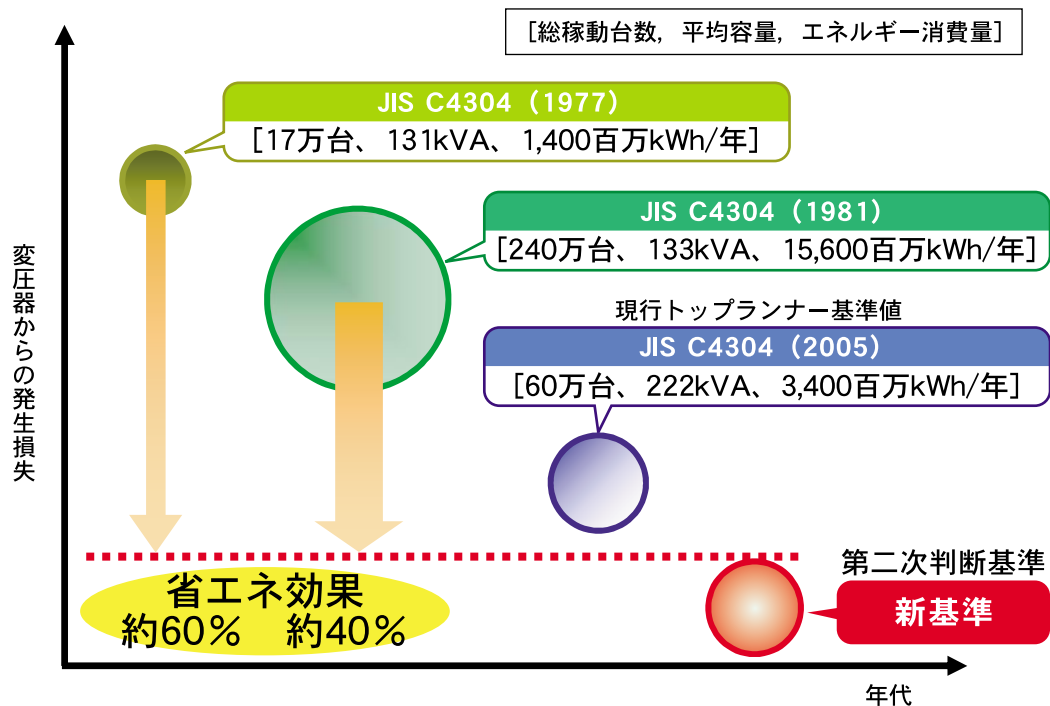 [総稼動台数，平均容量，エネルギー消費量]
JIS C4304（1977）
[17万台、131kVA、1,400百万kWh/年]
JIS C4304（1981）
[240万台、133kVA、15,600百万kWh/年]
現行トップランナー基準値
JIS C4304（2005）
[60万台、222kVA、3,400百万kWh/年]
変圧器からの発生損失
省エネ効果
約60％　約40％
第二次判断基準
新基準
年代